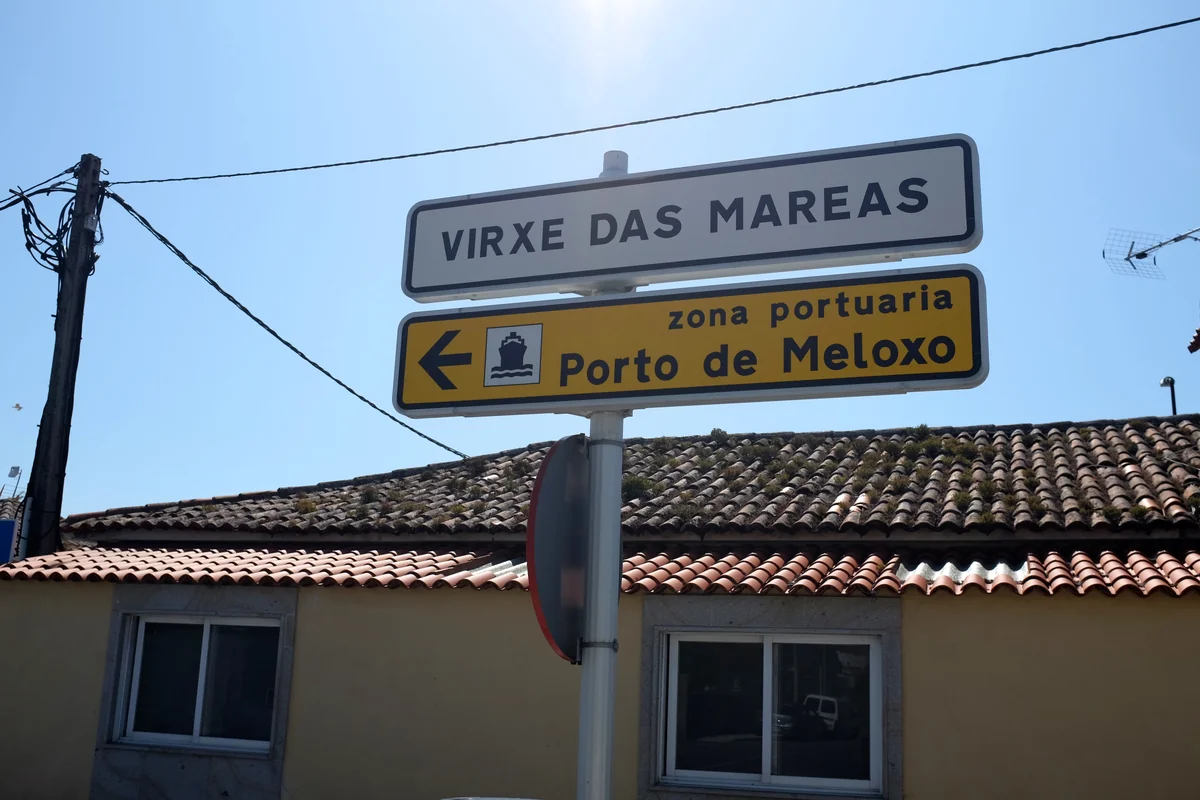 VIRXE DAS MAREAS
zona portuaria
Porto de Meloxo